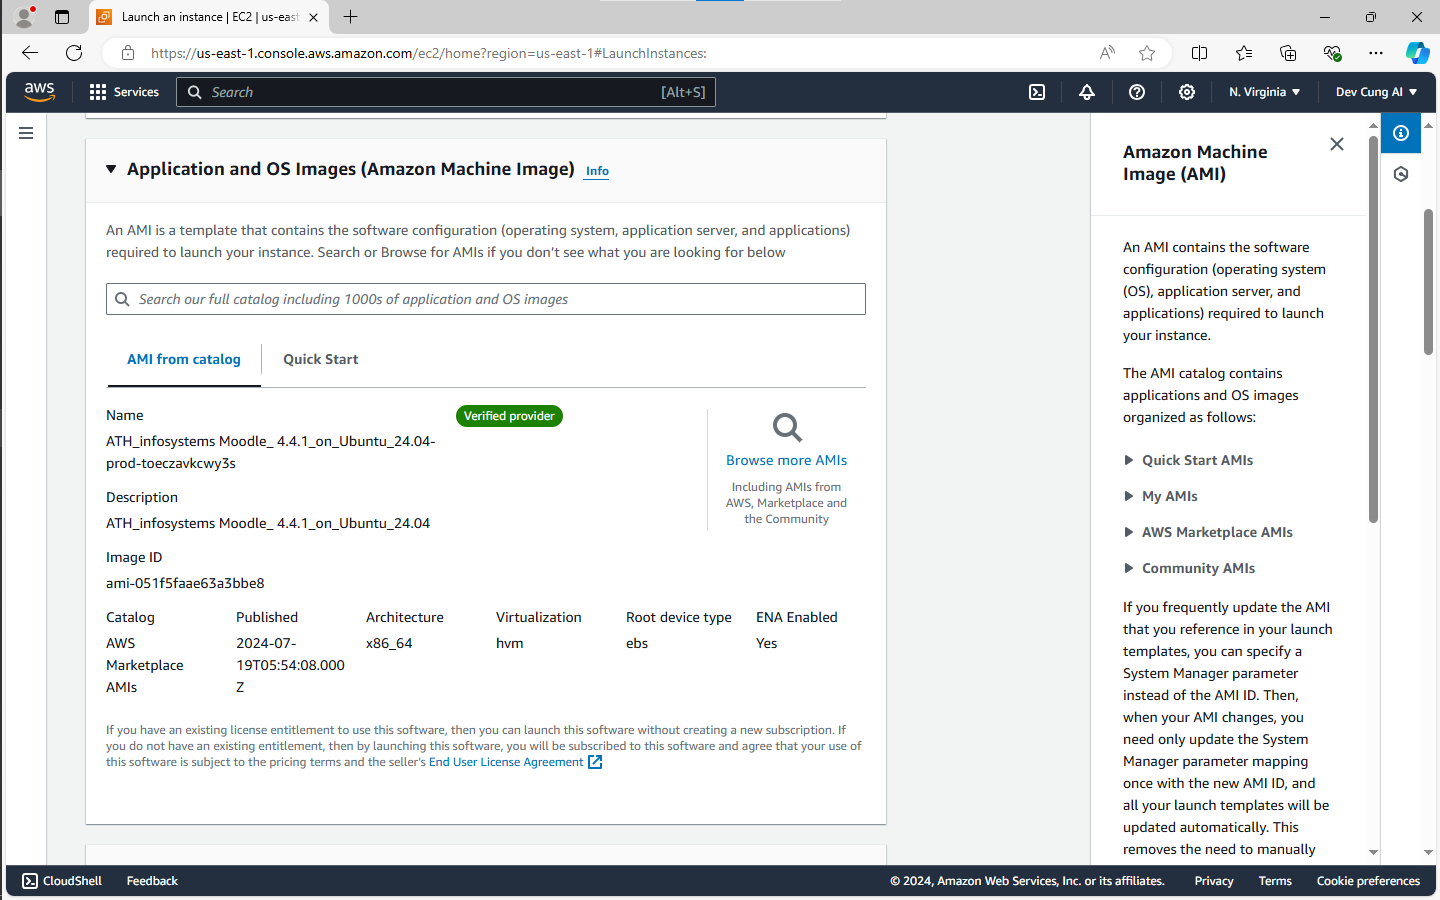 Launch an instance | EC2 | us-east
https://us-east-1.console.aws.amazon.com/ec2/home?region=us-east-1#LaunchInstances:
aws
Services
Search
[Alt+S]
N. Virginia
Dev Cung AI
Application and OS Images (Amazon Machine Image)
Info
An AMI is a template that contains the software configuration (operating system, application server, and applications)
required to launch your instance. Search or Browse for AMIs if you don't see what you are looking for below
Search our full catalog including 1000s of application and OS images
AMI from catalog
Quick Start
Name
Verified provider
ATH_infosystems Moodle_ 4.4.1_on_Ubuntu_24.04-
prod-toeczavkcwy3s
Description
ATH_infosystems Moodle_ 4.4.1_on_Ubuntu_24.04
Image ID
ami-051f5faae63a3bbe8
Browse more AMIs
Including AMIs from
AWS, Marketplace and
the Community
Catalog
AWS
Marketplace
AMIs
Published
2024-07-
19T05:54:08.000
Z
Architecture
x86_64
Virtualization
hvm
Root device type
ebs
ENA Enabled
Yes
If you have an existing license entitlement to use this software, then you can launch this software without creating a new subscription. If
you do not have an existing entitlement, then by launching this software, you will be subscribed to this software and agree that your use of
this software is subject to the pricing terms and the seller's End User License Agreement
Amazon Machine
Image (AMI)
An AMI contains the software
configuration (operating system
(OS), application server, and
applications) required to launch
your instance.
The AMI catalog contains
applications and OS images
organized as follows:
Quick Start AMIs
My AMIs
AWS Marketplace AMIs
Community AMIs
If you frequently update the AMI
that you reference in your launch
templates, you can specify a
System Manager parameter
instead of the AMI ID. Then,
when your AMI changes, you
need only update the System
Manager parameter mapping
once with the new AMI ID, and
all your launch templates will be
updated automatically. This
removes the need to manually
CloudShell
Feedback
© 2024, Amazon Web Services, Inc. or its affiliates.
Privacy
Terms
Cookie preferences